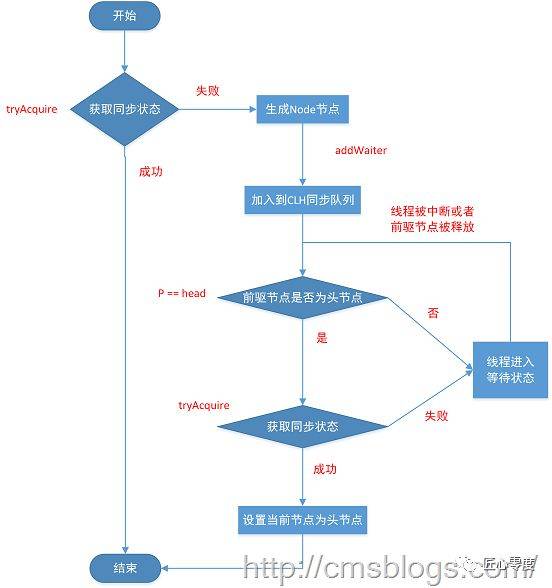 开始
获取同步状态
tryAcquire
失败
生成Node节点
addWaiter
成功
加入到CLH同步队列
线程被中断或者
前驱节点被释放
P == head
前驱节点是否为头节点
否
是
线程进入
等待状态
tryAcquire
获取同步状态
失败
成功
设置当前节点为头节点
结束
http://cmsblogs.com/
匠心零度